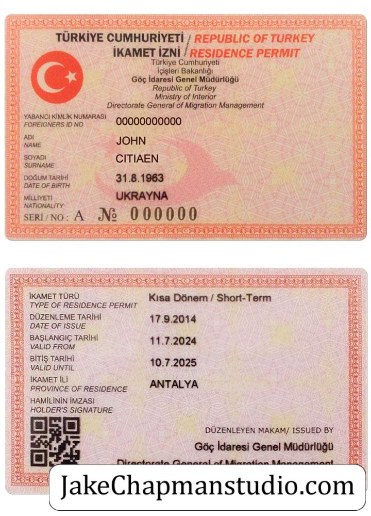 TÜRKİYE CUMHURİYETİ / REPUBLIC OF TURKEY
İKAMET İZNİ / RESIDENCE PERMIT
Türkiye Cumhuriyeti
İçişleri Bakanlığı
Göç İdaresi Genel Müdürlüğü
Republic of Turkey
Ministry of Interior
Directorate General of Migration Management
YABANCI KİMLİK NUMARASI
FOREIGNERS ID NO
00000000000
ADI
NAME
JOHN
SOYADI
SURNAME
CITIAEN
DOĞUM TARİHİ
DATE OF BIRTH
31.8.1963
MİLLİYETİ
NATIONALITY
UKRAYNA
SERİ / NO : A № 000000
İKAMET TÜRÜ
TYPE OF RESIDENCE PERMIT
Kısa Dönem / Short-Term
DÜZENLEME TARİHİ
DATE OF ISSUE
17.9.2014
BAŞLANGIÇ TARİHİ
VALID FROM
11.7.2024
BİTİŞ TARİHİ
VALID UNTIL
10.7.2025
İKAMET İLİ
PROVINCE OF RESIDENCE
ANTALYA
HAMİLİNİN İMZASI
HOLDER'S SIGNATURE
DÜZENLEYEN MAKAM/ ISSUED BY
Göç İdaresi Genel Müdürlüğü
Directorate General of Migration Management
JakeChapmanstudio.com